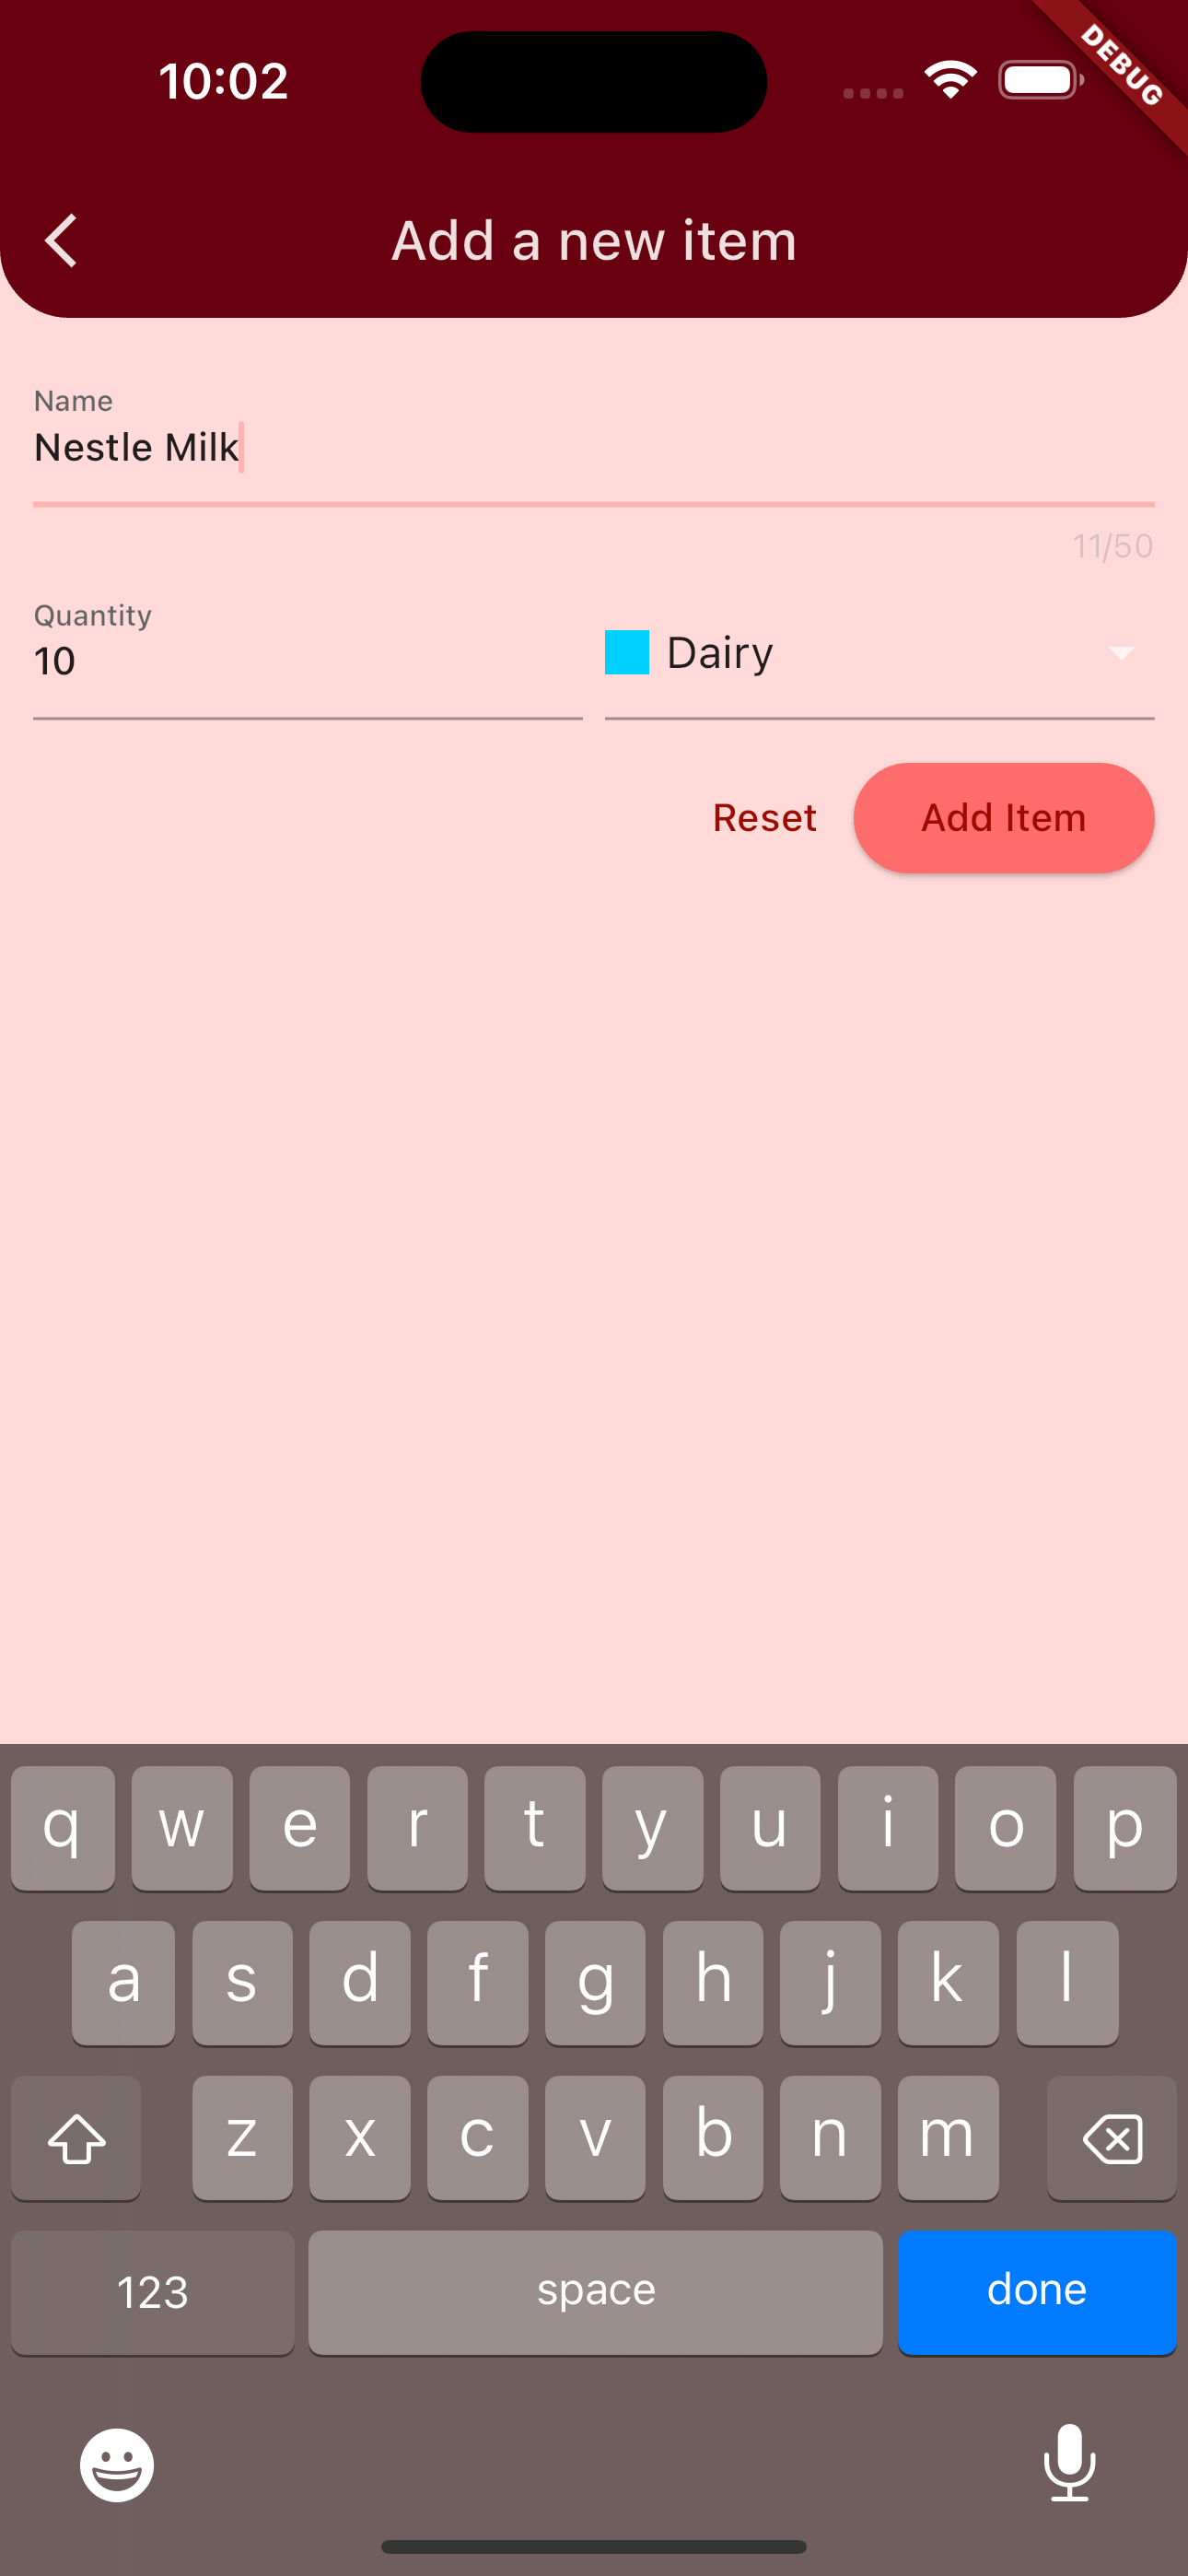 10:02
DEBUG
Add a new item
Name
Nestle Milk
11/50
Quantity
10
Dairy
Reset Add Item
q w e r t y u i o p
a s d f g h j k l
z x c v b n m
123 space done